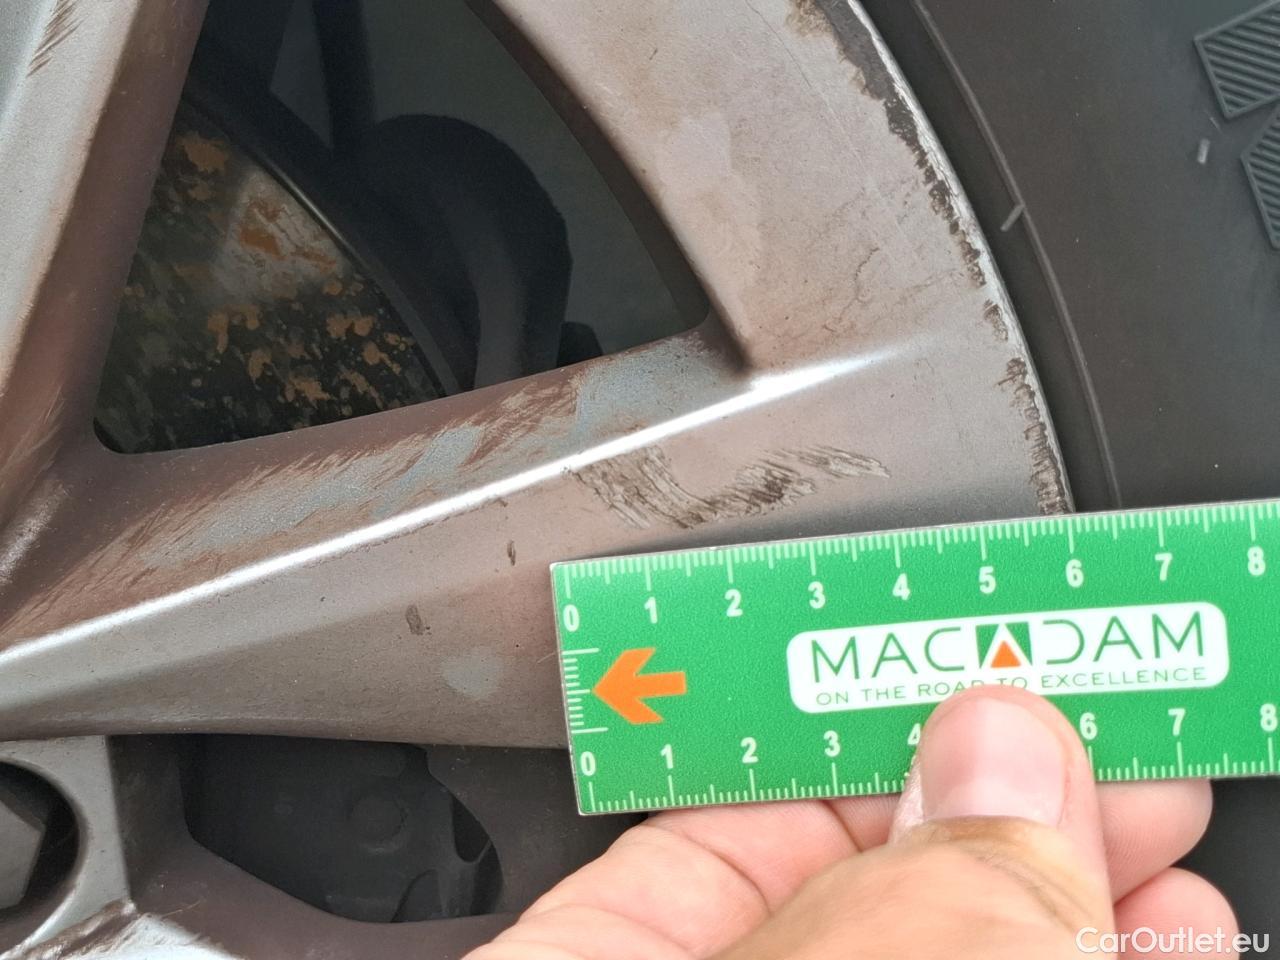 0 1 2 3 4 5 6 7 8
MACADAM
ON THE ROAD TO EXCELLENCE
0 1 2 3 4 6 7 8
CarOutlet.eu